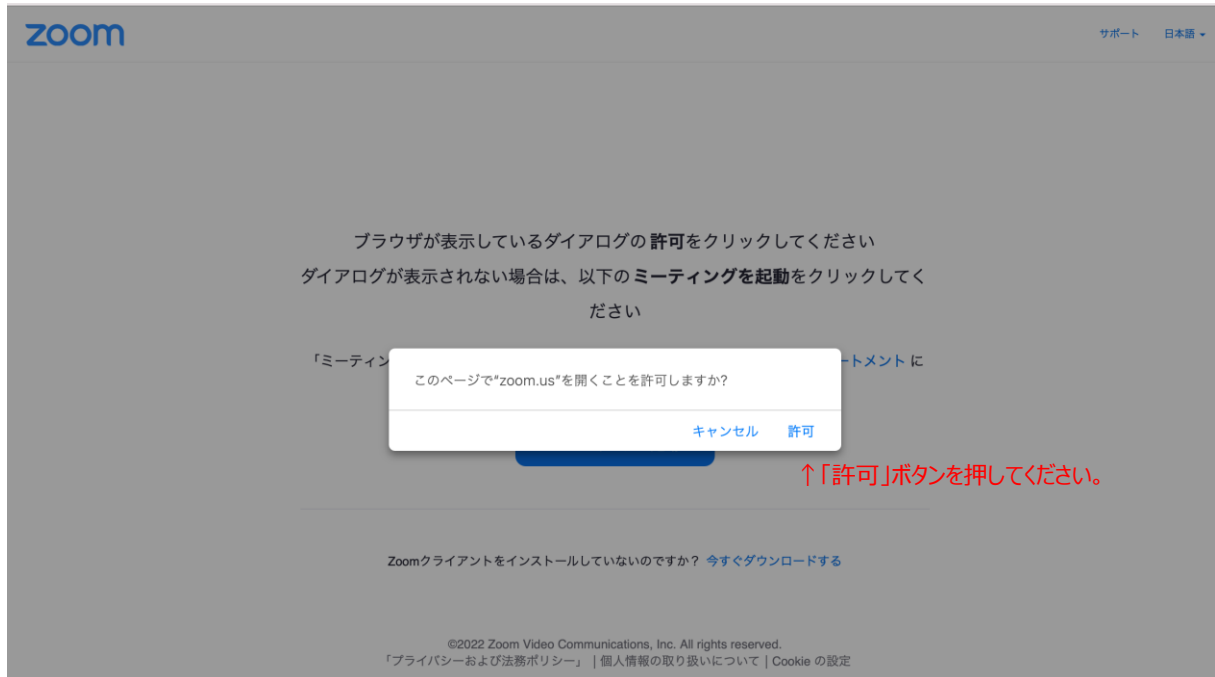 zoom
サポート 日本語
ブラウザが表示しているダイアログの 許可をクリックしてください
ダイアログが表示されない場合は、以下の ミーティングを起動をクリックしてく
ださい
「ミーティン ートメント に
このページで"zoom.us"を開くことを許可しますか?
キャンセル 許可
↑「許可」ボタンを押してください。
Zoomクライアントをインストールしていないのですか? 今すぐダウンロードする
©2022 Zoom Video Communications, Inc. All rights reserved.
「プライバシーおよび法務ポリシー」 | 個人情報の取り扱いについて | Cookie の設定